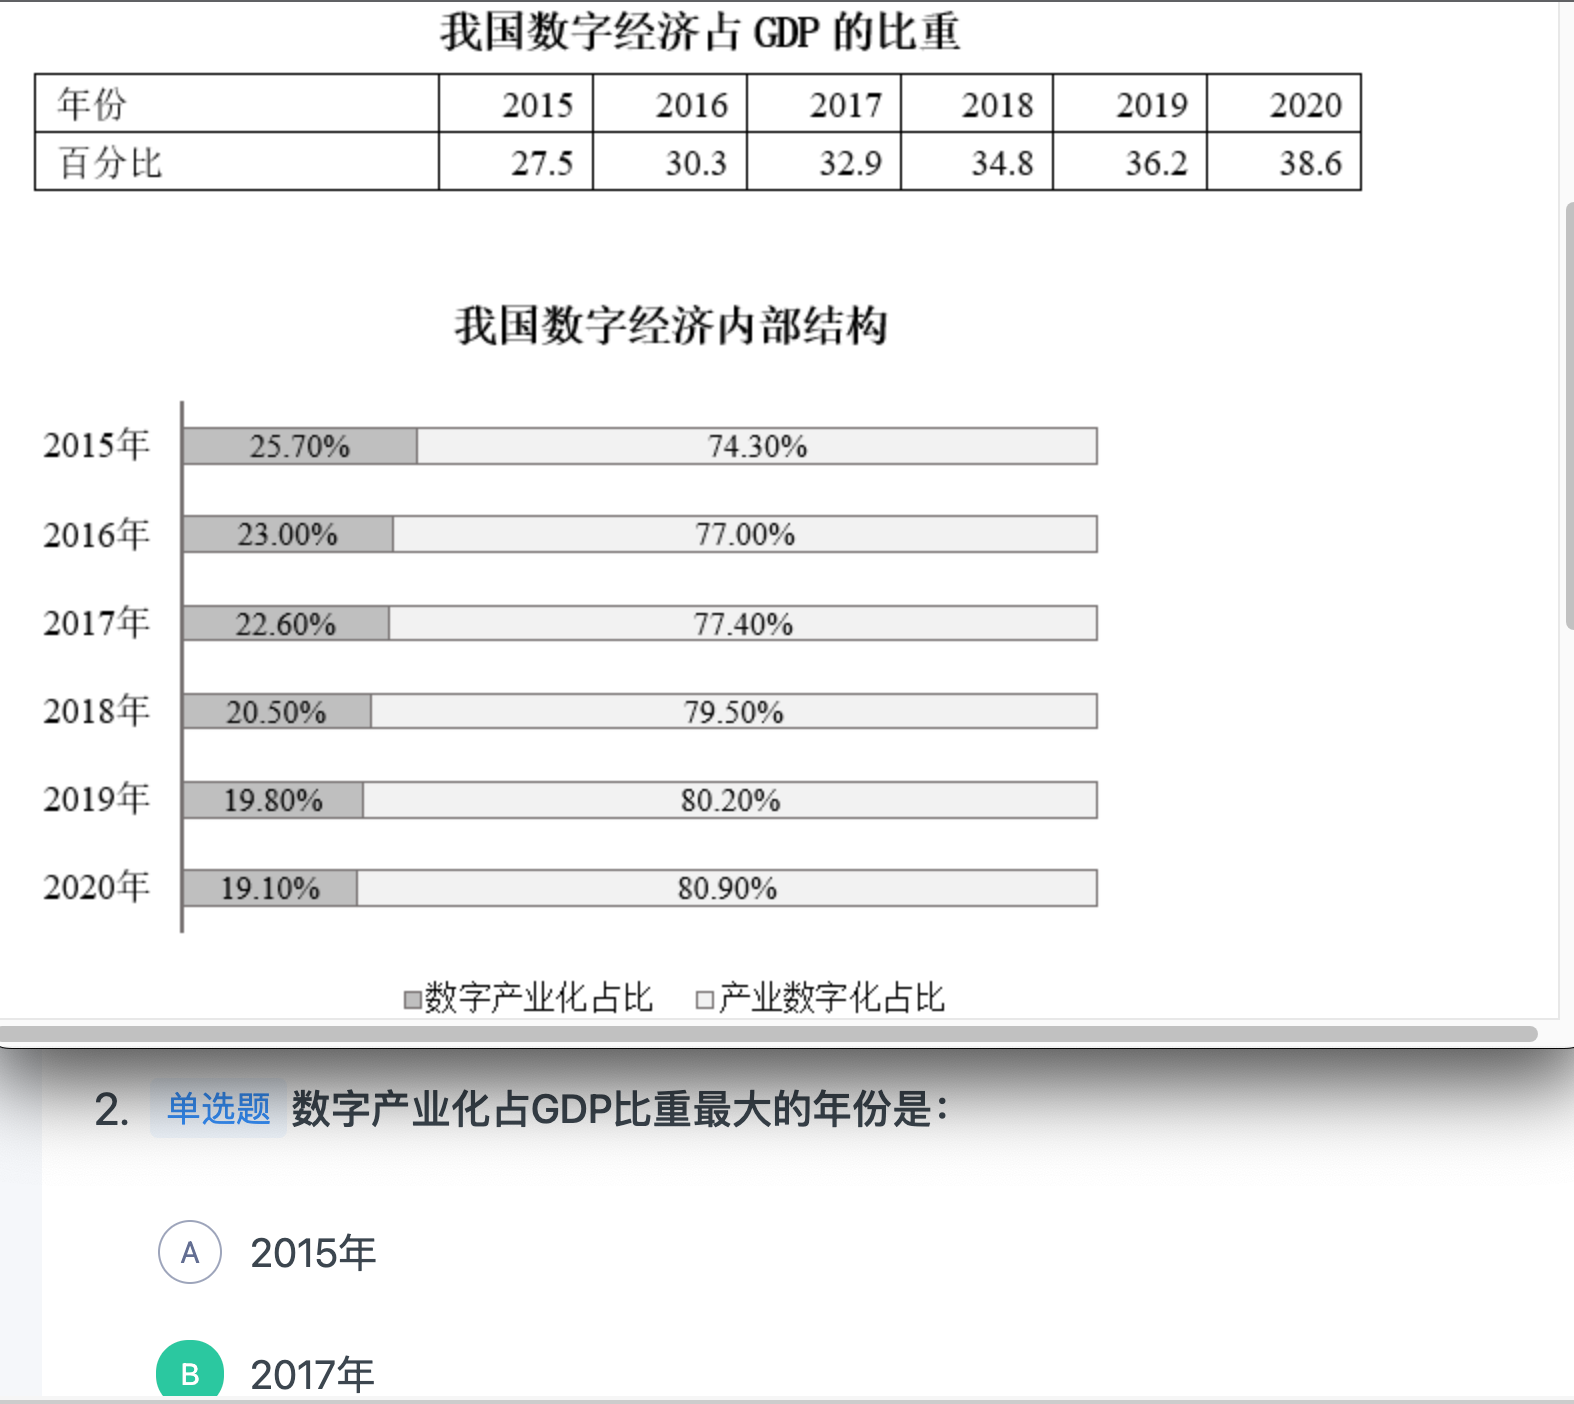 我国数字经济占 GDP 的比重
年份 2015 2016 2017 2018 2019 2020
百分比 27.5 30.3 32.9 34.8 36.2 38.6
我国数字经济内部结构
2015年 25.70% 74.30%
2016年 23.00% 77.00%
2017年 22.60% 77.40%
2018年 20.50% 79.50%
2019年 19.80% 80.20%
2020年 19.10% 80.90%
数字产业化占比 产业数字化占比
2. 单选题 数字产业化占GDP比重最大的年份是：
A 2015年
B 2017年